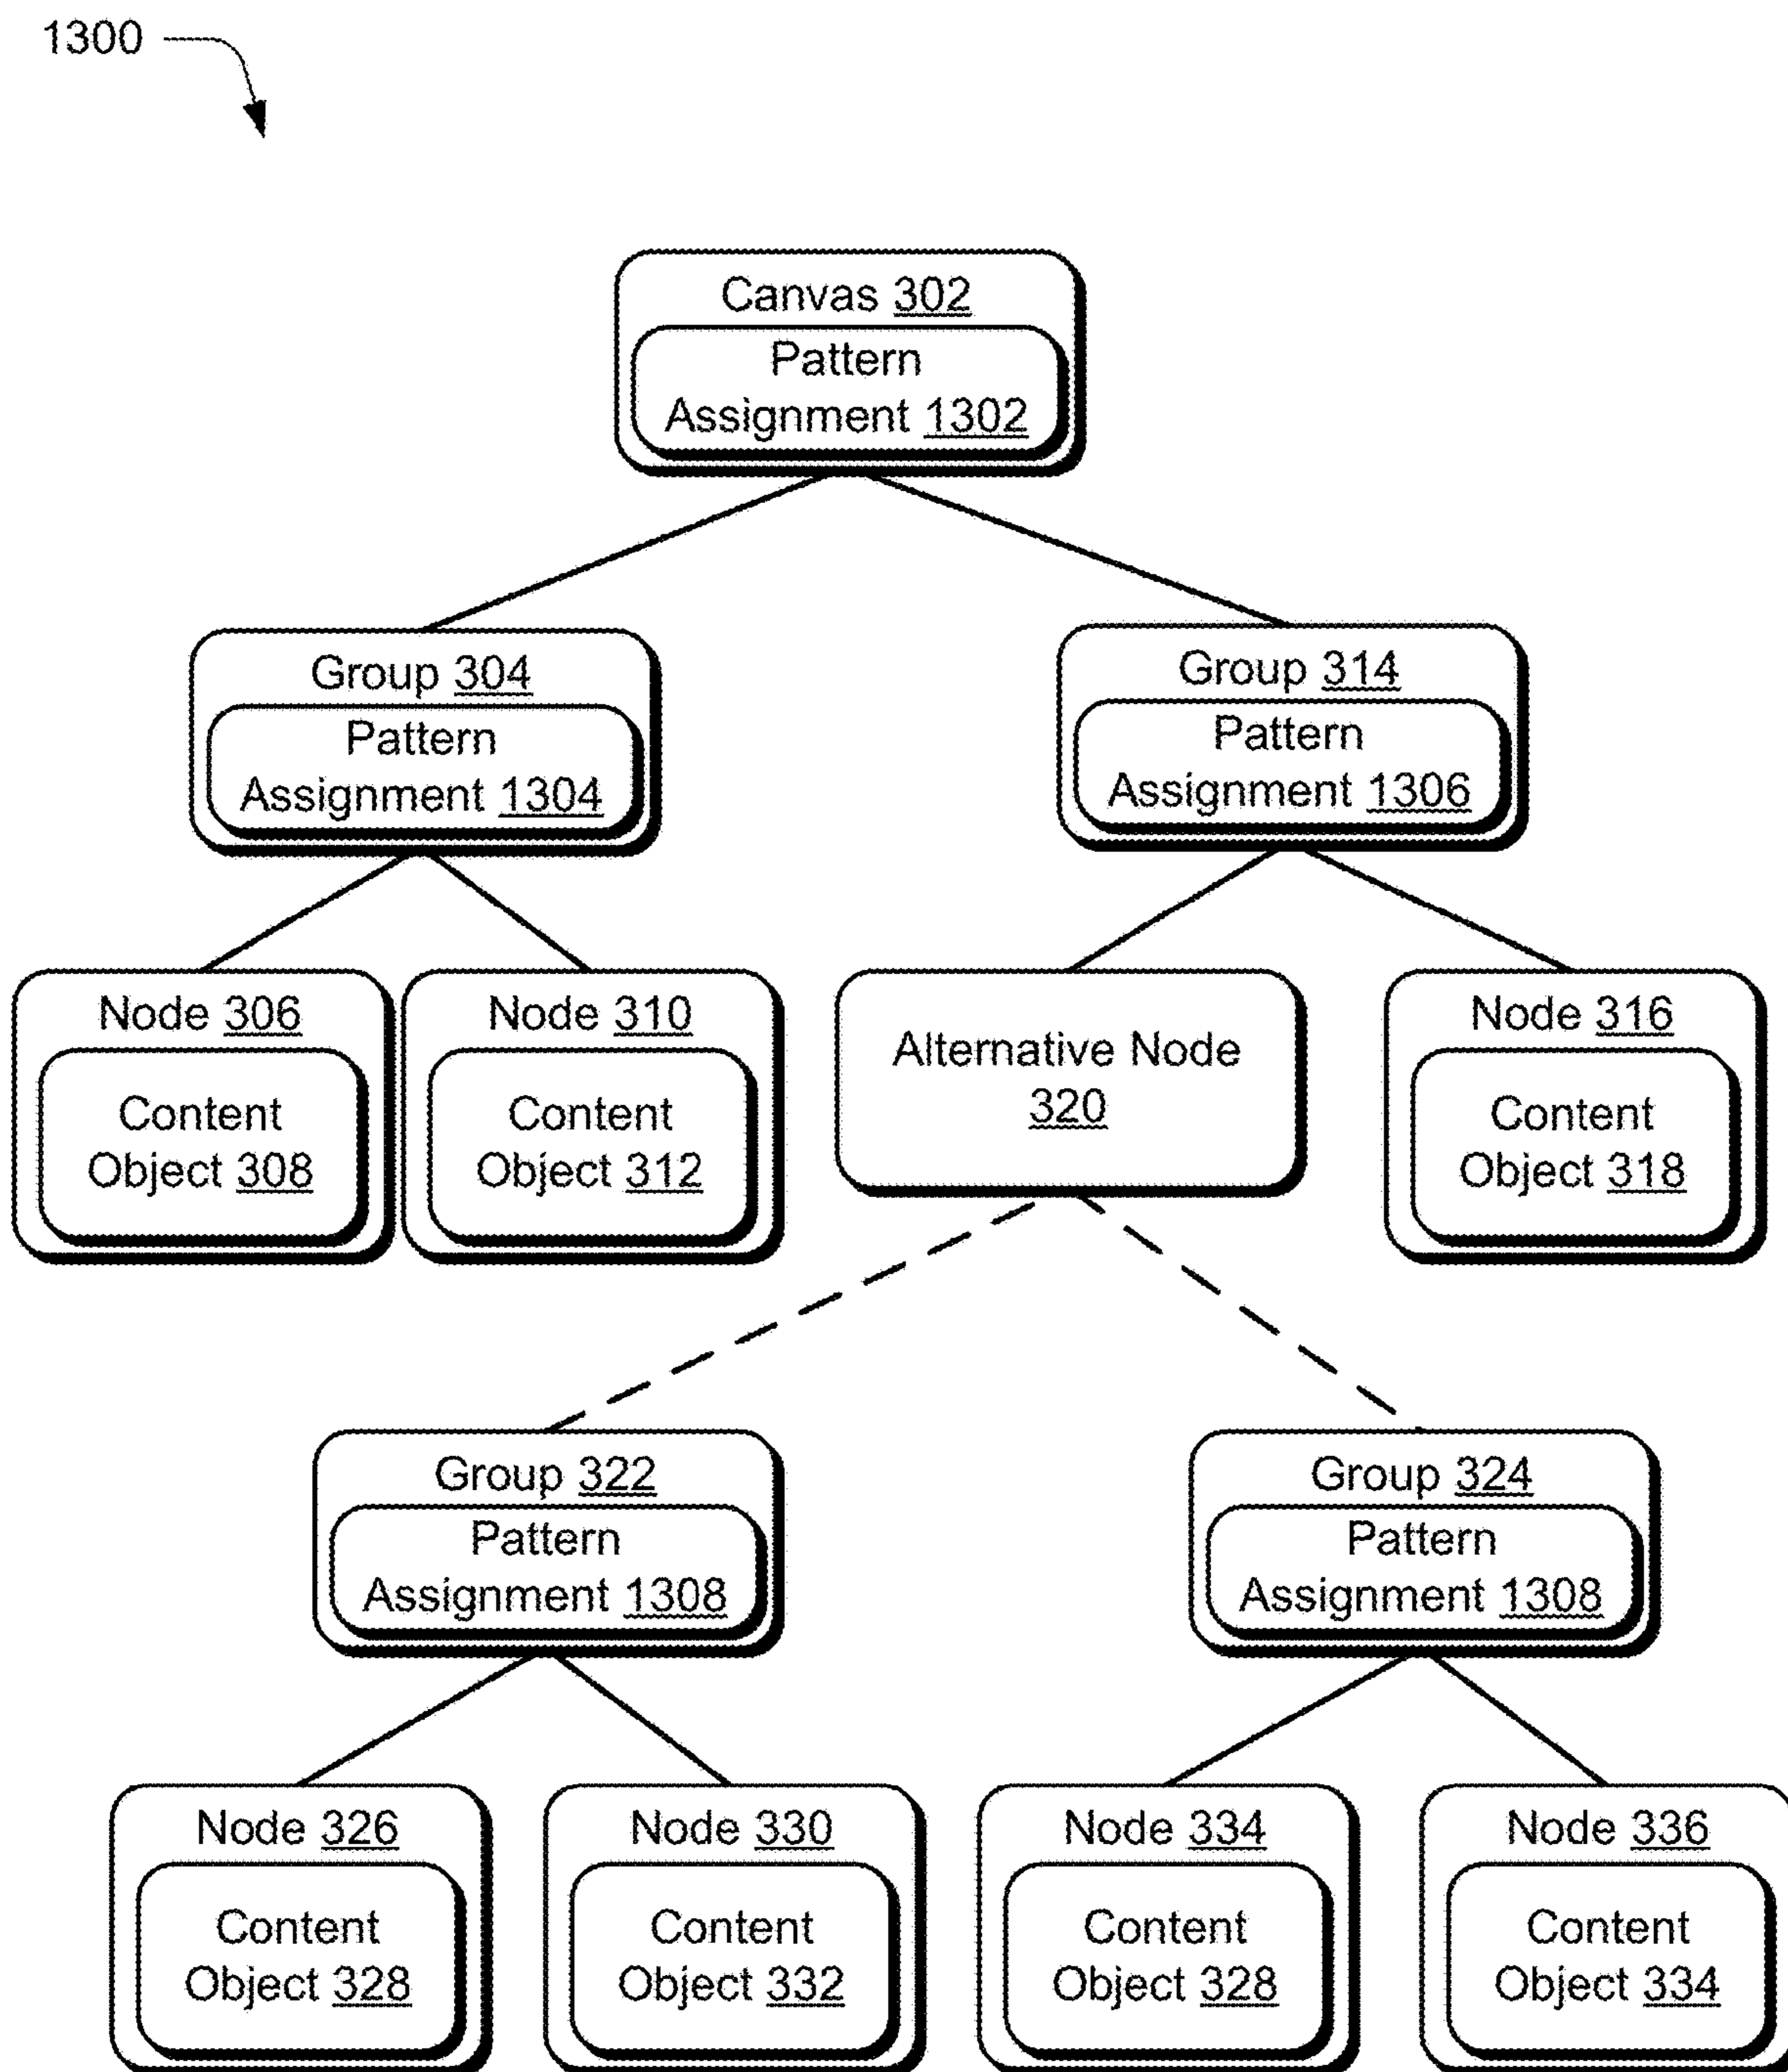 1300
Canvas 302
Pattern
Assignment 1302
Group 304
Pattern
Assignment 1304
Group 314
Pattern
Assignment 1306
Node 306
Content
Object 308
Node 310
Content
Object 312
Alternative Node
320
Node 316
Content
Object 318
Group 322
Pattern
Assignment 1308
Group 324
Pattern
Assignment 1308
Node 326
Content
Object 328
Node 330
Content
Object 332
Node 334
Content
Object 328
Node 336
Content
Object 334